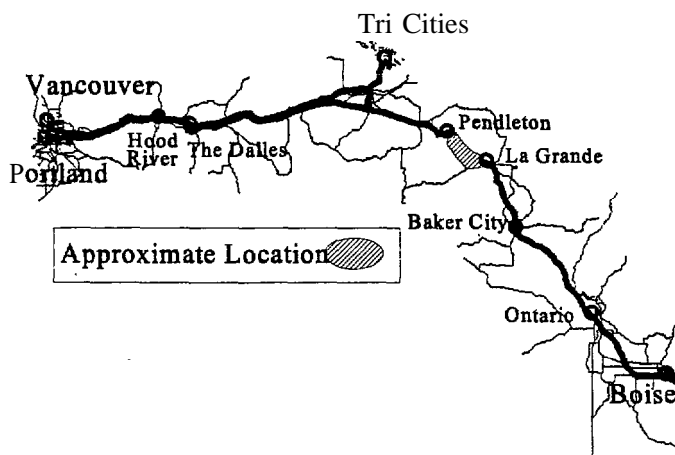 Tri Cities
Vancouver
Pendleton
Hood
River
The Dalles
La Grande
Portland
Baker City
Approximate Location
Ontario
Boise